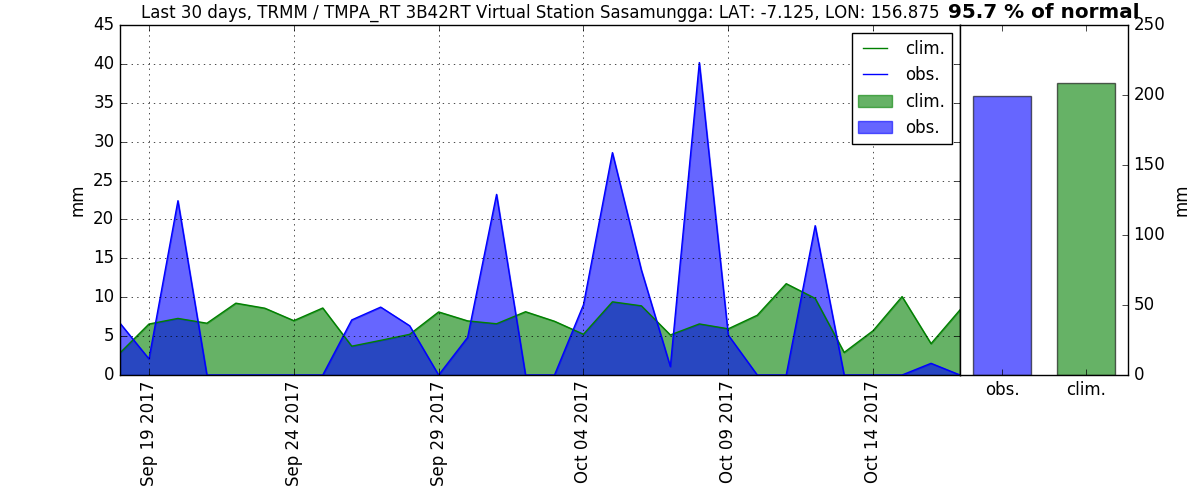 Last 30 days, TRMM / TMPA_RT 3B42RT Virtual Station Sasamungga: LAT: -7.125, LON: 156.875 95.7 % of normal
45
40
35
30
25
20
15
10
5
0
mm
clim.
obs.
clim.
obs.
250
200
150
100
50
0
mm
obs.
clim.
Sep 19 2017
Sep 24 2017
Sep 29 2017
Oct 04 2017
Oct 09 2017
Oct 14 2017